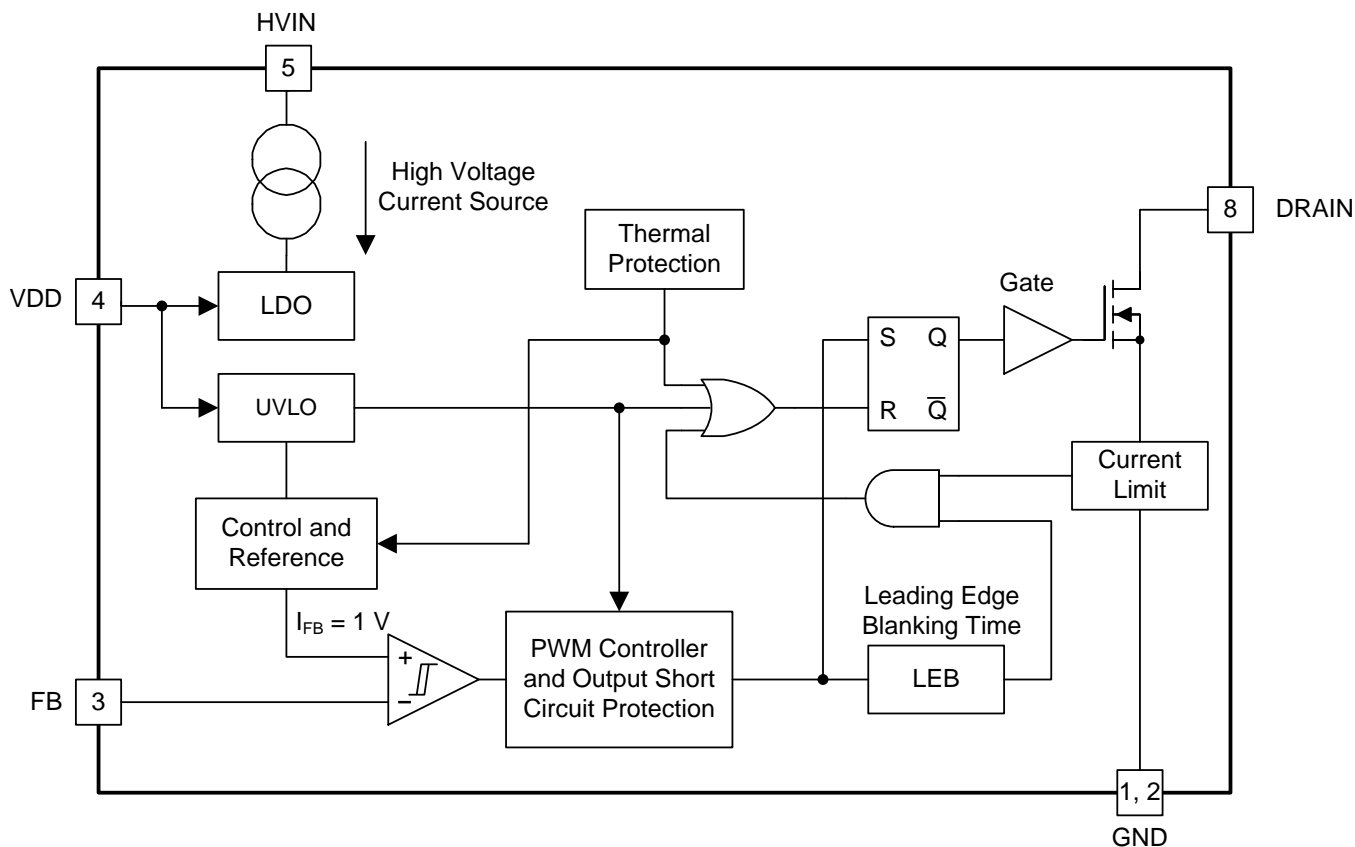 HVIN
5
High Voltage
Current Source
8
DRAIN
Thermal
Protection
VDD
4
LDO
Gate
S
Q
UVLO
R
Q̅
Current
Limit
Control and
Reference
I_FB = 1 V
Leading Edge
Blanking Time
+
PWM Controller
and Output Short
Circuit Protection
LEB
FB
3
−
1, 2
GND